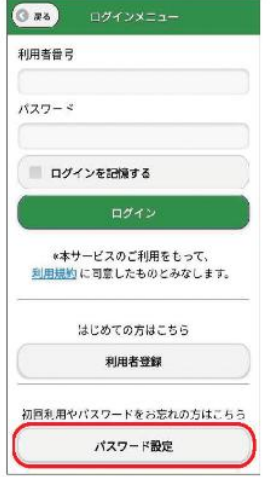 戻る
ログインメニュー
利用者番号
パスワード
ログインを記憶する
ログイン
*本サービスのご利用をもって、
利用規約 に同意したものとみなします。
はじめての方はこちら
利用者登録
初回利用やパスワードをお忘れの方はこちら
パスワード設定